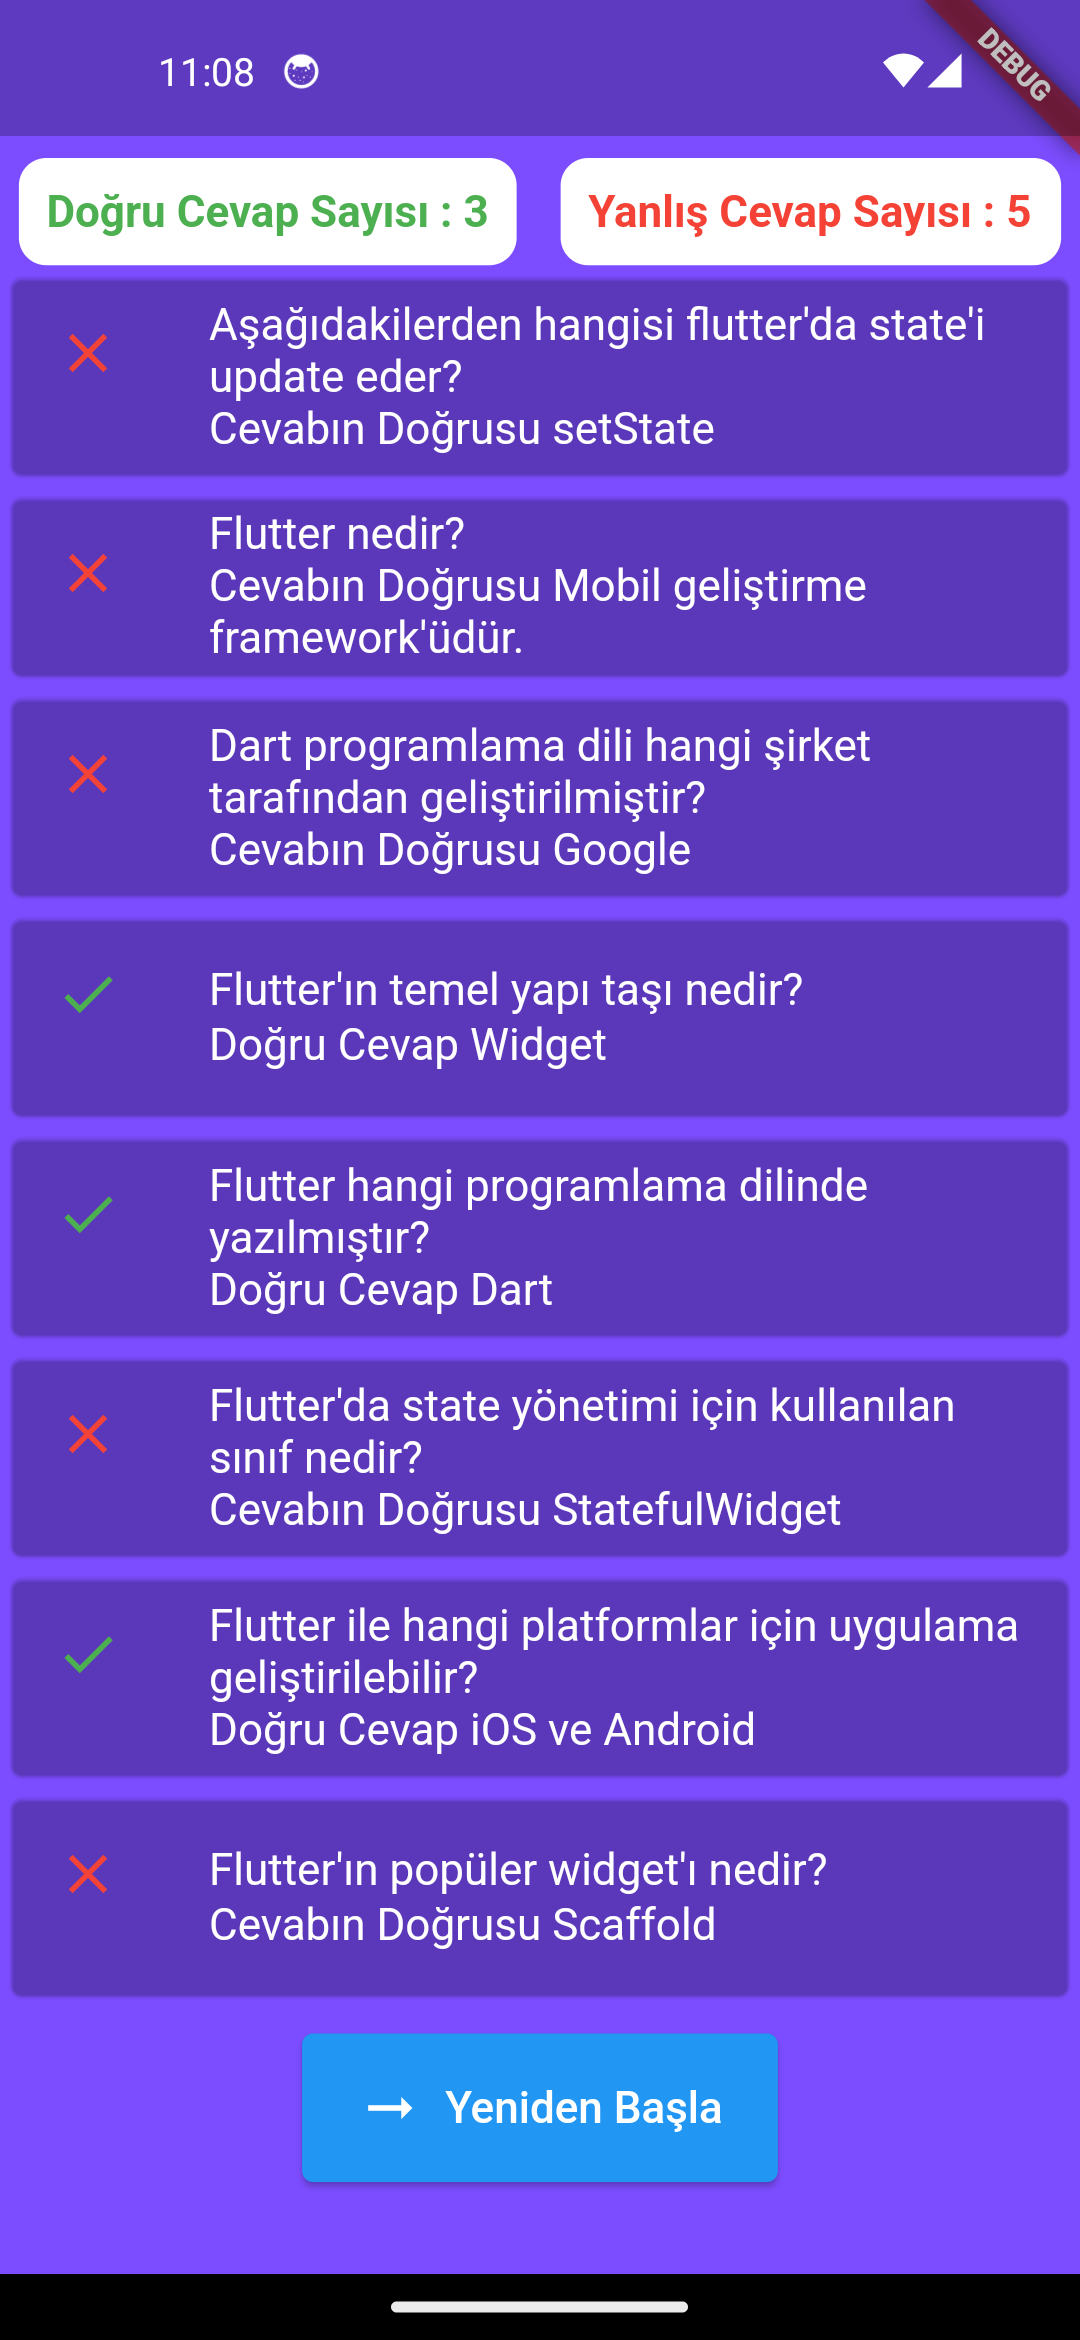 11:08
DEBUG
Doğru Cevap Sayısı : 3
Yanlış Cevap Sayısı : 5
Aşağıdakilerden hangisi flutter'da state'i
update eder?
Cevabın Doğrusu setState
Flutter nedir?
Cevabın Doğrusu Mobil geliştirme
framework'üdür.
Dart programlama dili hangi şirket
tarafından geliştirilmiştir?
Cevabın Doğrusu Google
Flutter'ın temel yapı taşı nedir?
Doğru Cevap Widget
Flutter hangi programlama dilinde
yazılmıştır?
Doğru Cevap Dart
Flutter'da state yönetimi için kullanılan
sınıf nedir?
Cevabın Doğrusu StatefulWidget
Flutter ile hangi platformlar için uygulama
geliştirilebilir?
Doğru Cevap iOS ve Android
Flutter'ın popüler widget'ı nedir?
Cevabın Doğrusu Scaffold
Yeniden Başla